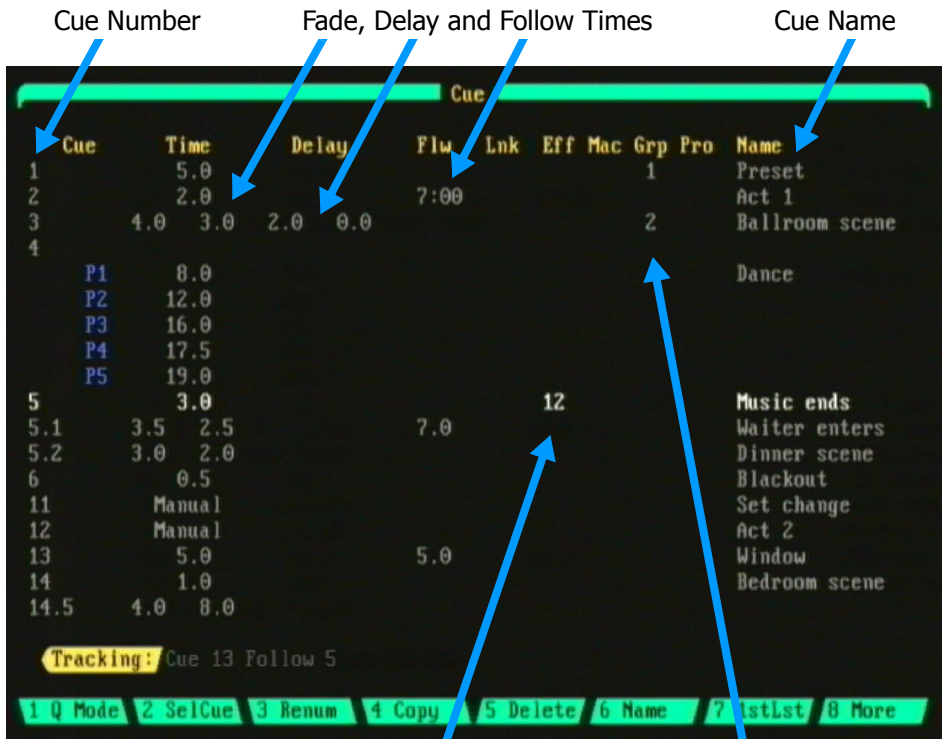 Cue Number Fade, Delay and Follow Times Cue Name
Cue
Cue Time Delay Flw Lnk Eff Mac Grp Pro Name
1 5.0 1 Preset
2 2.0 7:00 Act 1
3 4.0 3.0 2.0 0.0 2 Ballroom scene
4
P1 8.0 Dance
P2 12.0
P3 16.0
P4 17.5
P5 19.0
5 3.0 12 Music ends
5.1 3.5 2.5 7.0 Waiter enters
5.2 3.0 2.0 Dinner scene
6 0.5 Blackout
11 Manual Set change
12 Manual Act 2
13 5.0 5.0 Window
14 1.0 Bedroom scene
14.5 4.0 8.0
Tracking: Cue 13 Follow 5
1 Q Mode 2 SelCue 3 Renum 4 Copy 5 Delete 6 Name 7 1stLst 8 More